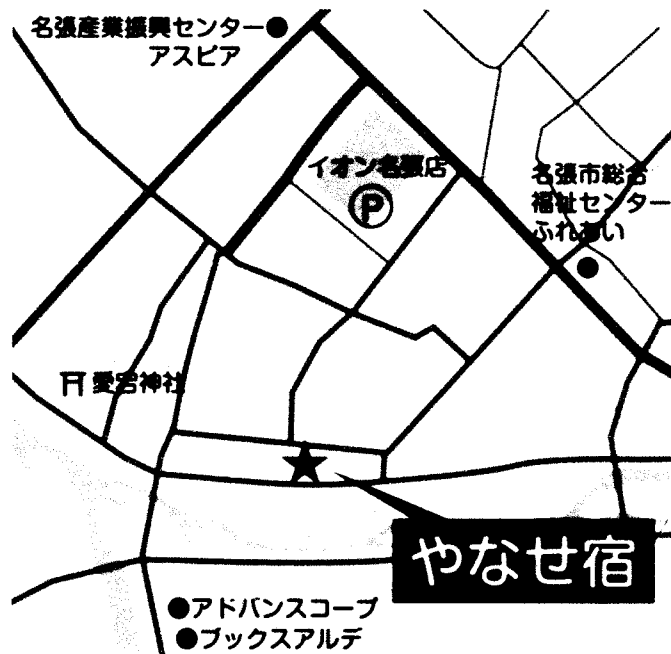 名張産業振興センター
アスピア
イオン名張店
P
名張市総合
福祉センター
ふれあい
愛宕神社
やなせ宿
アドバンスコープ
ブックスアルデ